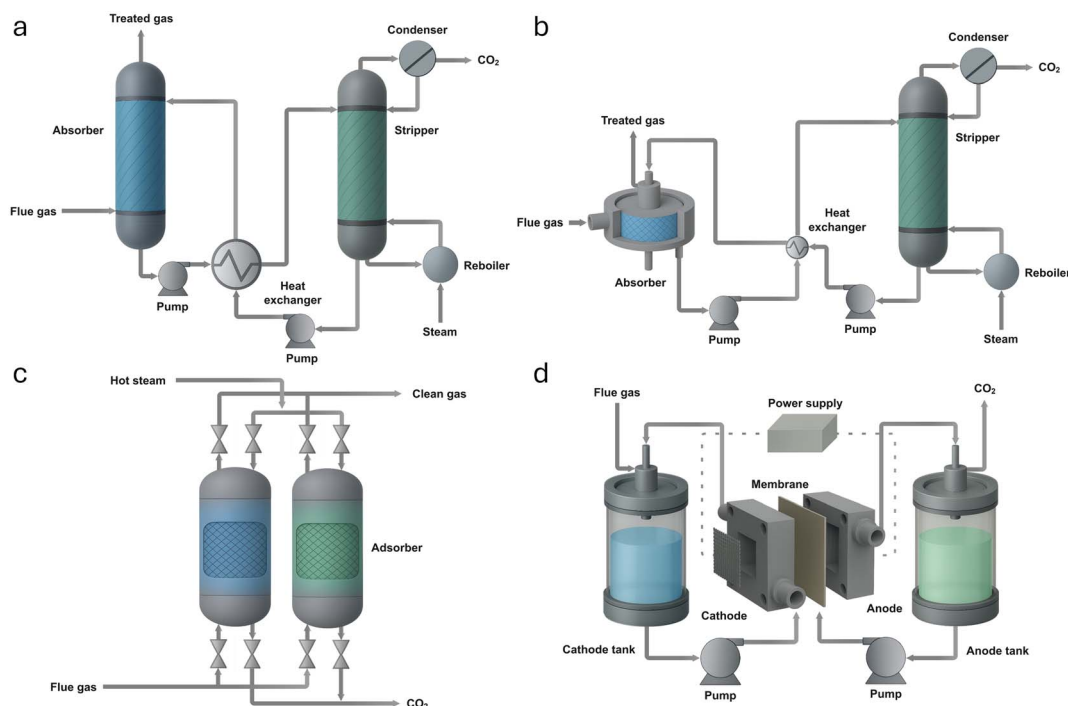 a
Treated gas
Condenser
CO₂
Absorber
Stripper
Flue gas
Heat
exchanger
Reboiler
Pump
Pump
Steam
b
Condenser
CO₂
Treated gas
Stripper
Flue gas
Heat
exchanger
Absorber
Reboiler
Pump
Pump
Steam
c
Hot steam
Clean gas
Adsorber
Flue gas
CO₂
d
Flue gas
CO₂
Power supply
Membrane
Cathode
Anode
Cathode tank
Anode tank
Pump
Pump